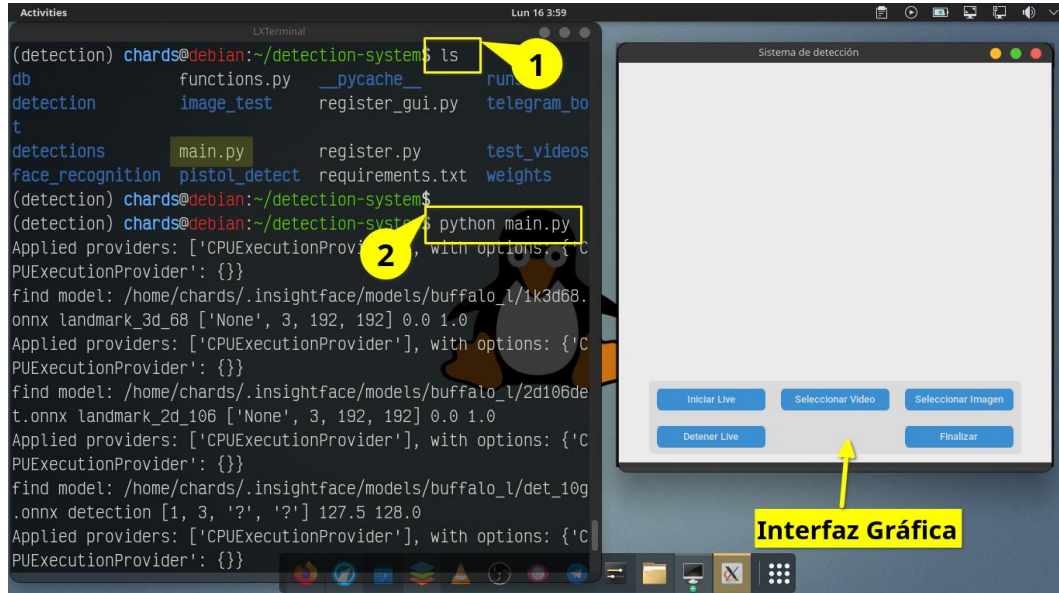 Activities
Lun 16 3:59
LXTerminal
(detection) chards@debian:~/detection-system$ ls
1
db functions.py __pycache__ run
detection image_test register_gui.py telegram_bo
t
detections main.py register.py test_videos
face_recognition pistol_detect requirements.txt weights
(detection) chards@debian:~/detection-system$
(detection) chards@debian:~/detection-system$ python main.py
2
Applied providers: ['CPUExecutionProvider'], with options: {'C
PUExecutionProvider': {}}
find model: /home/chards/.insightface/models/buffalo_l/1k3d68.
onnx landmark_3d_68 ['None', 3, 192, 192] 0.0 1.0
Applied providers: ['CPUExecutionProvider'], with options: {'C
PUExecutionProvider': {}}
find model: /home/chards/.insightface/models/buffalo_l/2d106de
t.onnx landmark_2d_106 ['None', 3, 192, 192] 0.0 1.0
Applied providers: ['CPUExecutionProvider'], with options: {'C
PUExecutionProvider': {}}
find model: /home/chards/.insightface/models/buffalo_l/det_10g
.onnx detection [1, 3, '?', '?'] 127.5 128.0
Applied providers: ['CPUExecutionProvider'], with options: {'C
PUExecutionProvider': {}}
Sistema de detección
Iniciar Live Seleccionar Video Seleccionar Imagen
Detener Live Finalizar
Interfaz Gráfica